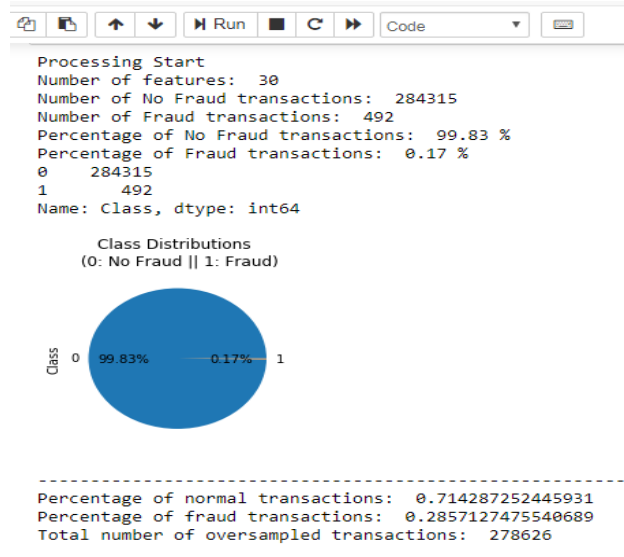 Run
Code
Processing Start
Number of features:  30
Number of No Fraud transactions:  284315
Number of Fraud transactions:  492
Percentage of No Fraud transactions:  99.83 %
Percentage of Fraud transactions:  0.17 %
0    284315
1       492
Name: Class, dtype: int64
Class Distributions
(0: No Fraud || 1: Fraud)
Class
0 99.83% 0.17% 1
--------------------------------------------------------
Percentage of normal transactions:  0.714287252445931
Percentage of fraud transactions:  0.2857127475540689
Total number of oversampled transactions:  278626